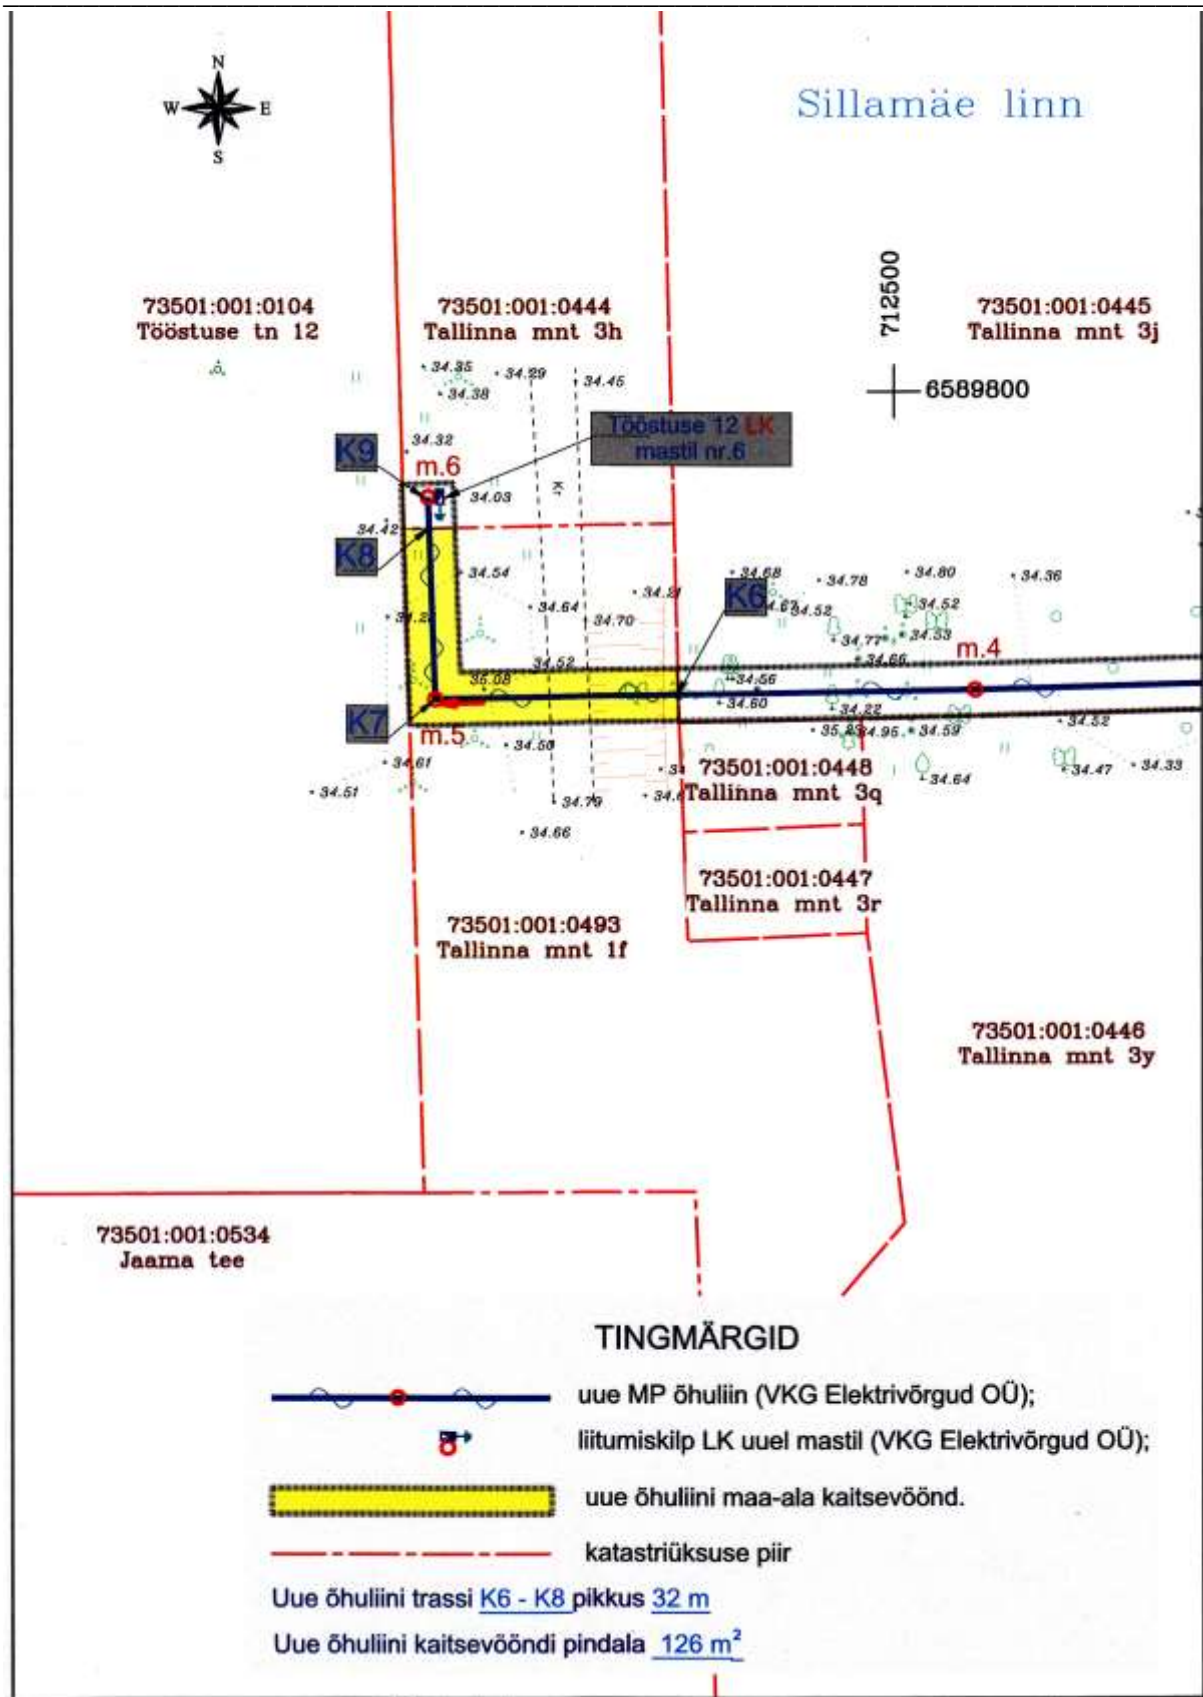 N
W
E
S
Sillamäe linn
73501:001:0104
Tööstuse tn 12
73501:001:0444
Tallinna mnt 3h
712500
73501:001:0445
Tallinna mnt 3j
6589800
34.35
34.29
34.45
34.38
34.32
K9
m.6
Tööstuse 12 LK
mastil nr.6
34.03
Kr
34.42
K8
34.54
34.64
34.70
34.68
34.78
34.80
34.36
K6
34.52
34.52
34.77
34.53
m.4
34.66
34.52
34.56
35.08
34.60
34.22
K7
m.5
34.50
34.95
34.59
34.52
34.61
34.51
34.79
34.66
34.64
34.47
34.33
73501:001:0448
Tallinna mnt 3q
73501:001:0447
Tallinna mnt 3r
73501:001:0493
Tallinna mnt 1f
73501:001:0446
Tallinna mnt 3y
73501:001:0534
Jaama tee
TINGMÄRGID
uue MP õhuliin (VKG Elektrivõrgud OÜ);
liitumiskilp LK uuel mastil (VKG Elektrivõrgud OÜ);
uue õhuliini maa-ala kaitsevöönd.
katastriüksuse piir
Uue õhuliini trassi K6 - K8 pikkus 32 m
Uue õhuliini kaitsevööndi pindala 126 m²